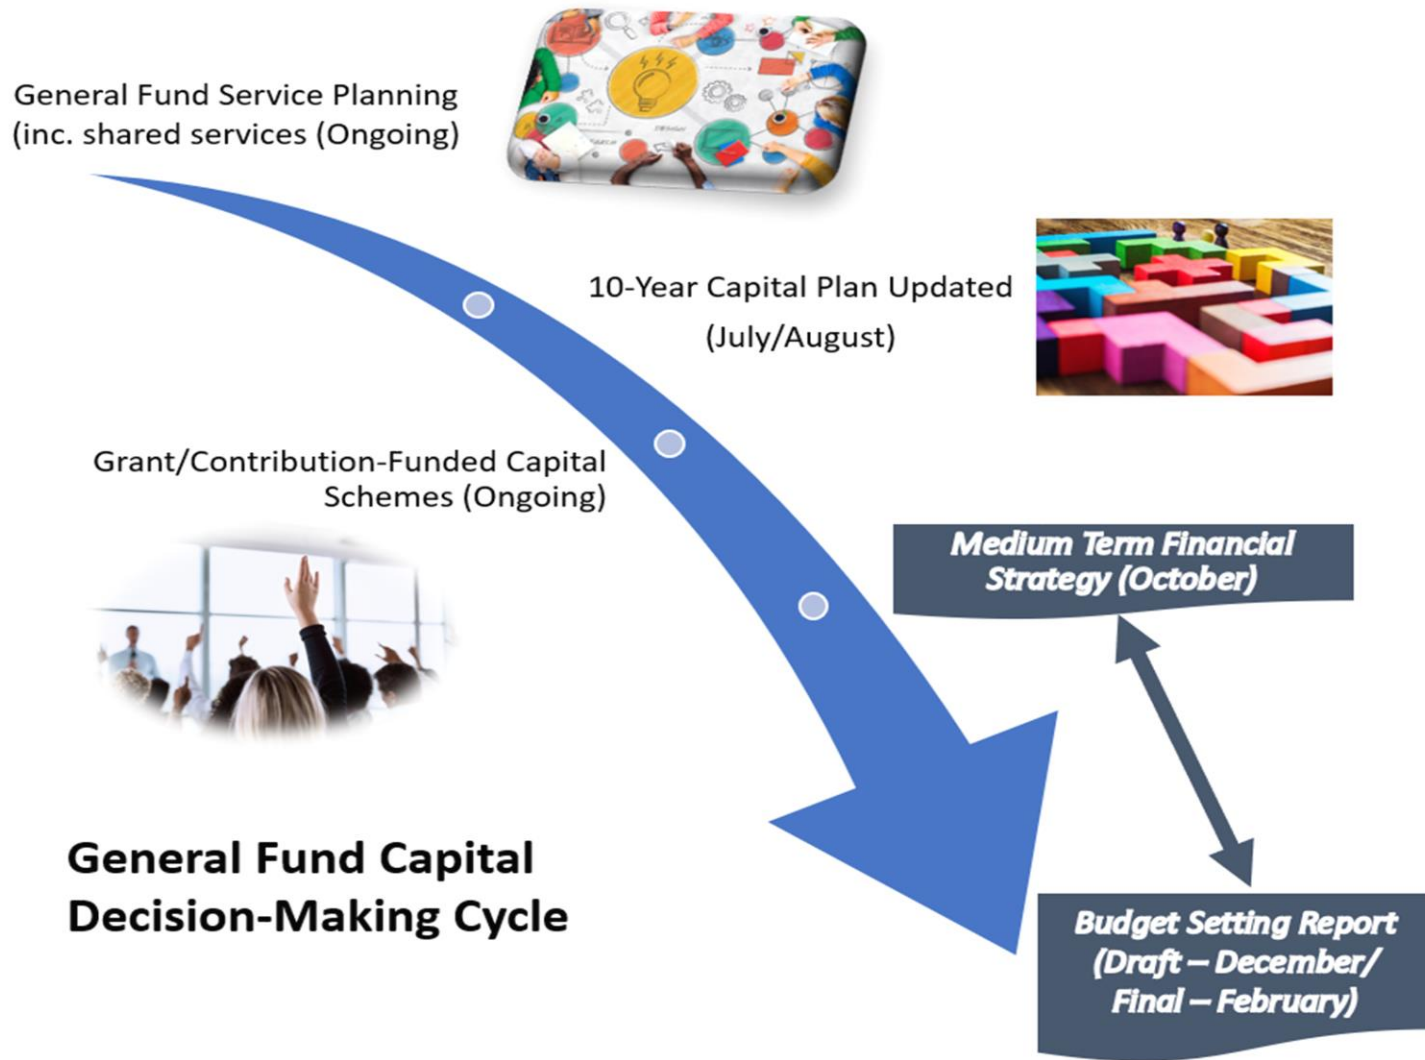 General Fund Service Planning
(inc. shared services (Ongoing)
10-Year Capital Plan Updated
(July/August)
Grant/Contribution-Funded Capital
Schemes (Ongoing)
Medium Term Financial
Strategy (October)
General Fund Capital
Decision-Making Cycle
Budget Setting Report
(Draft – December/
Final – February)